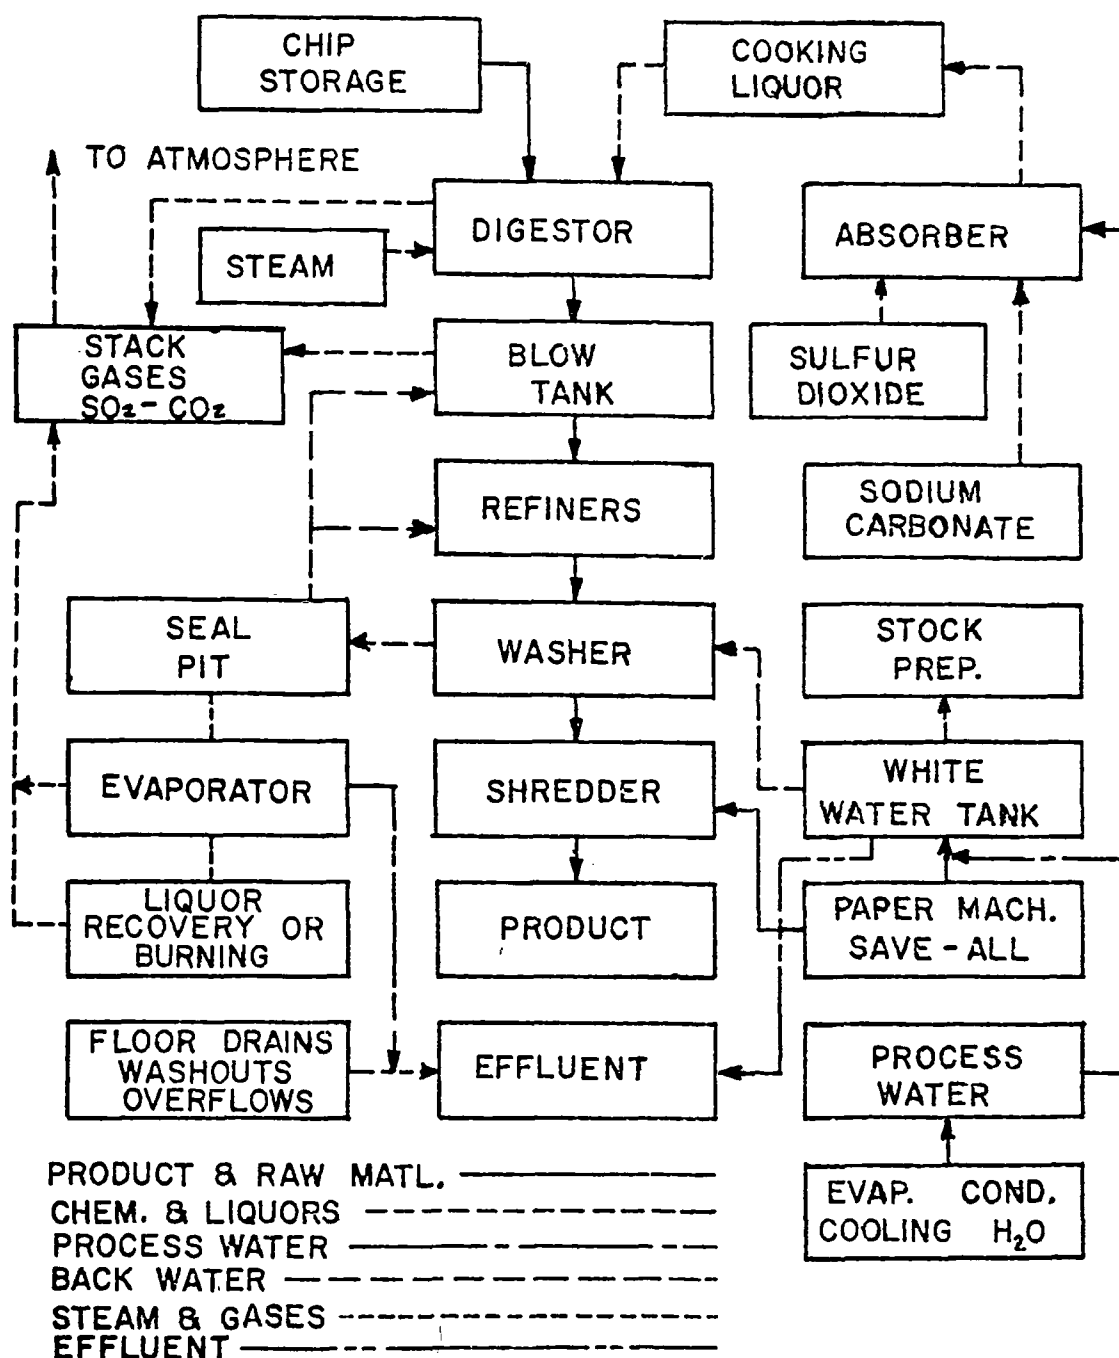 CHIP
STORAGE
COOKING
LIQUOR
TO ATMOSPHERE
DIGESTOR
ABSORBER
STEAM
STACK
GASES
SO₂-CO₂
BLOW
TANK
SULFUR
DIOXIDE
REFINERS
SODIUM
CARBONATE
SEAL
PIT
WASHER
STOCK
PREP.
EVAPORATOR
SHREDDER
WHITE
WATER TANK
LIQUOR
RECOVERY OR
BURNING
PRODUCT
PAPER MACH.
SAVE-ALL
FLOOR DRAINS
WASHOUTS
OVERFLOWS
EFFLUENT
PROCESS
WATER
EVAP. COND.
COOLING H₂O
PRODUCT & RAW MATL.
CHEM. & LIQUORS
PROCESS WATER
BACK WATER
STEAM & GASES
EFFLUENT